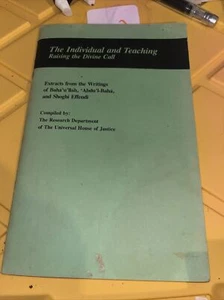 The Individual and Teaching
Raising the Divine Call
Extracts from the Writings
of Bahá'u'lláh, 'Abdu'l-Bahá,
and Shoghi Effendi
Compiled by:
The Research Department
of The Universal House of Justice